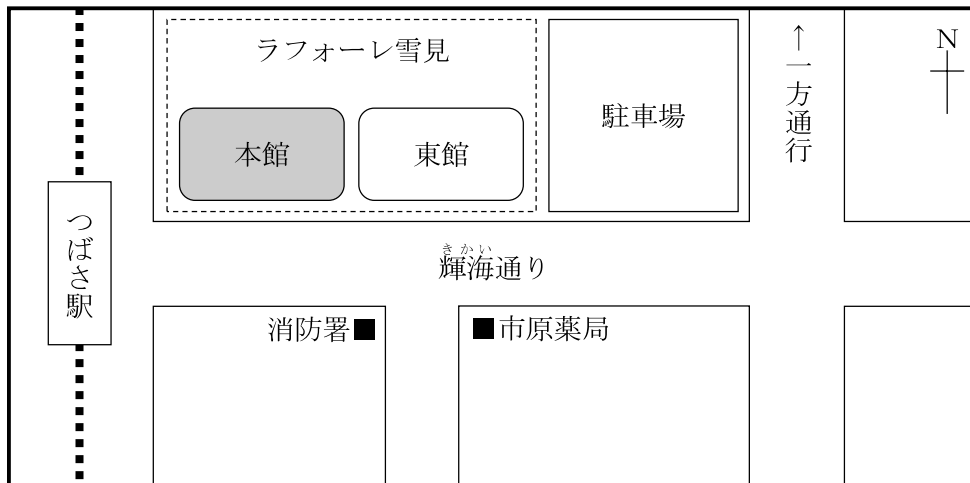 ラフォーレ雪見
本館
東館
駐車場
↑一方通行
N
つばさ駅
きかい
輝海通り
消防署■
■市原薬局